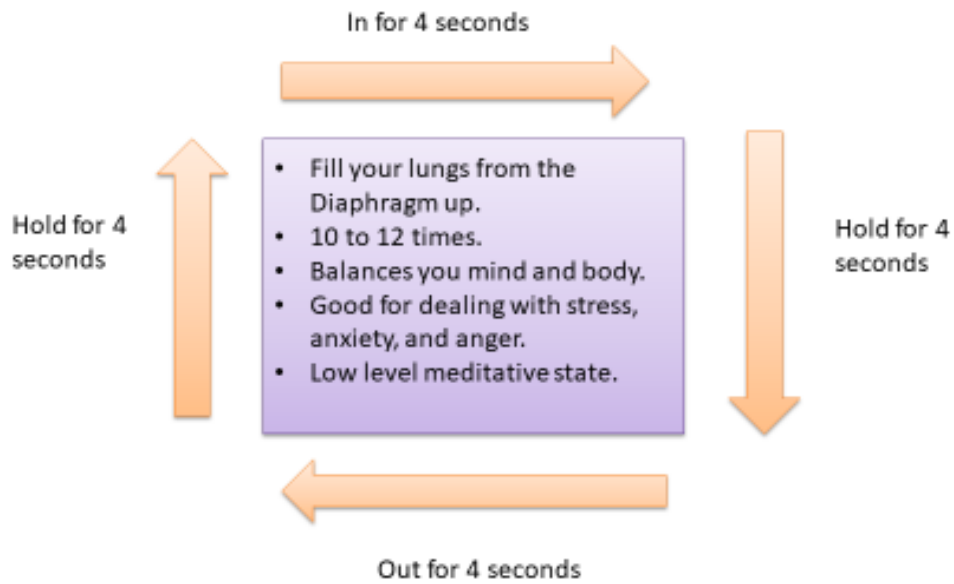 In for 4 seconds
• Fill your lungs from the
Diaphragm up.
• 10 to 12 times.
• Balances you mind and body.
• Good for dealing with stress,
anxiety, and anger.
• Low level meditative state.
Hold for 4
seconds
Hold for 4
seconds
Out for 4 seconds